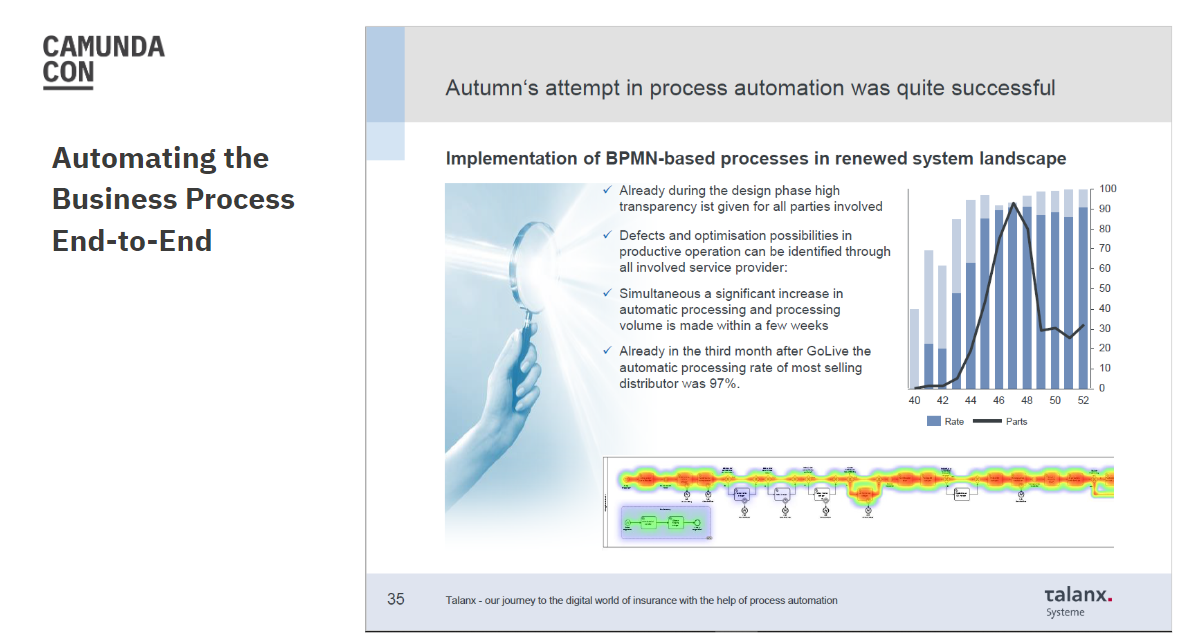 CAMUNDA
CON
Automating the
Business Process
End-to-End
Autumn‘s attempt in process automation was quite successful
Implementation of BPMN-based processes in renewed system landscape
✓ Already during the design phase high
transparency ist given for all parties involved
✓ Defects and optimisation possibilities in
productive operation can be identified through
all involved service provider:
✓ Simultaneous a significant increase in
automatic processing and processing
volume is made within a few weeks
✓ Already in the third month after GoLive the
automatic processing rate of most selling
distributor was 97%.
100
90
80
70
60
50
40
30
20
10
0
40 42 44 46 48 50 52
Rate Parts
35
Talanx - our journey to the digital world of insurance with the help of process automation
talanx.
Systeme